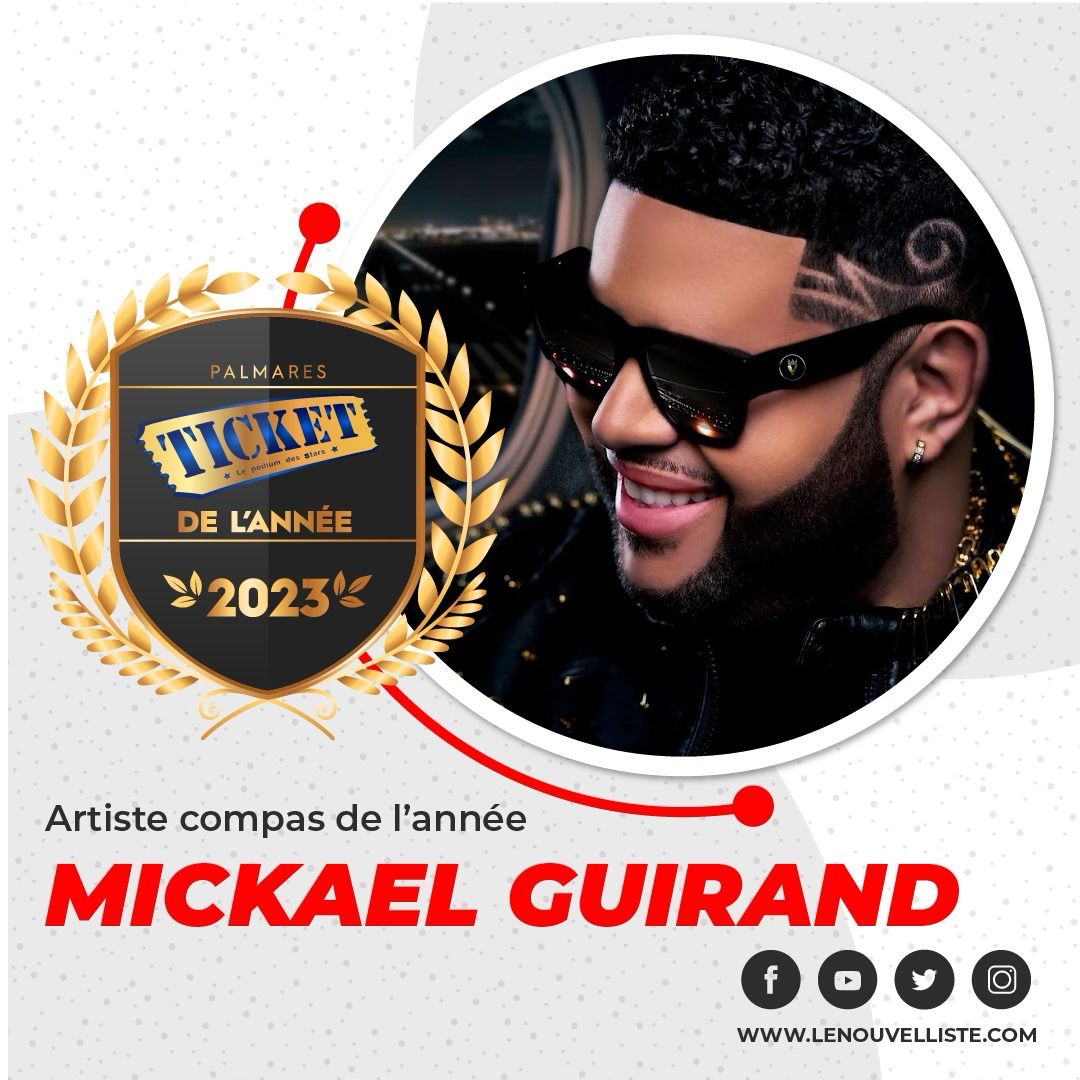 PALMARES
TICKET
Le podium des Stars
DE L'ANNÉE
2023
Artiste compas de l'année
MICKAEL GUIRAND
WWW.LENOUVELLISTE.COM